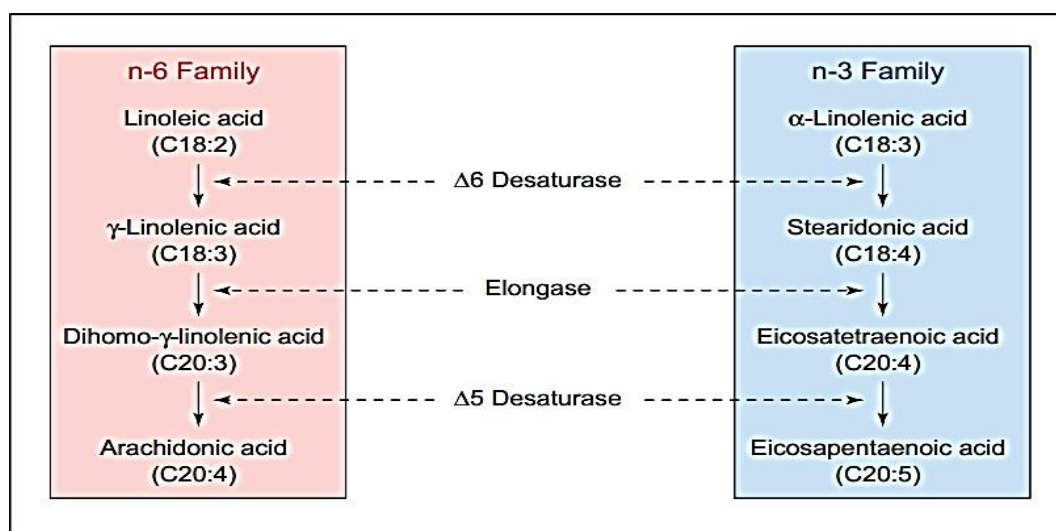 n-6 Family
Linoleic acid
(C18:2)
γ-Linolenic acid
(C18:3)
Dihomo-γ-linolenic acid
(C20:3)
Arachidonic acid
(C20:4)
Δ6 Desaturase
Elongase
Δ5 Desaturase
n-3 Family
α-Linolenic acid
(C18:3)
Stearidonic acid
(C18:4)
Eicosatetraenoic acid
(C20:4)
Eicosapentaenoic acid
(C20:5)